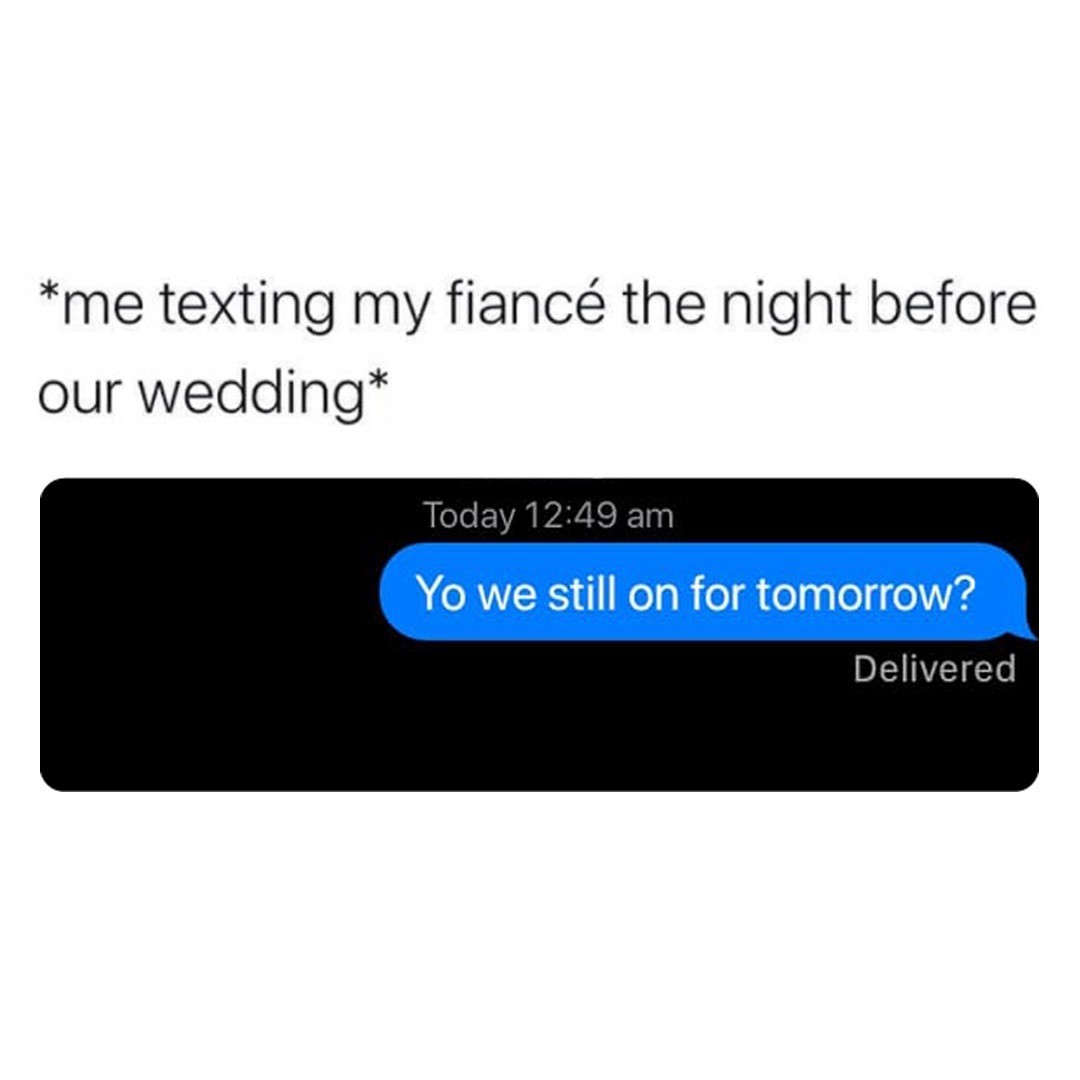 *me texting my fiancé the night before
our wedding*
Today 12:49 am
Yo we still on for tomorrow?
Delivered